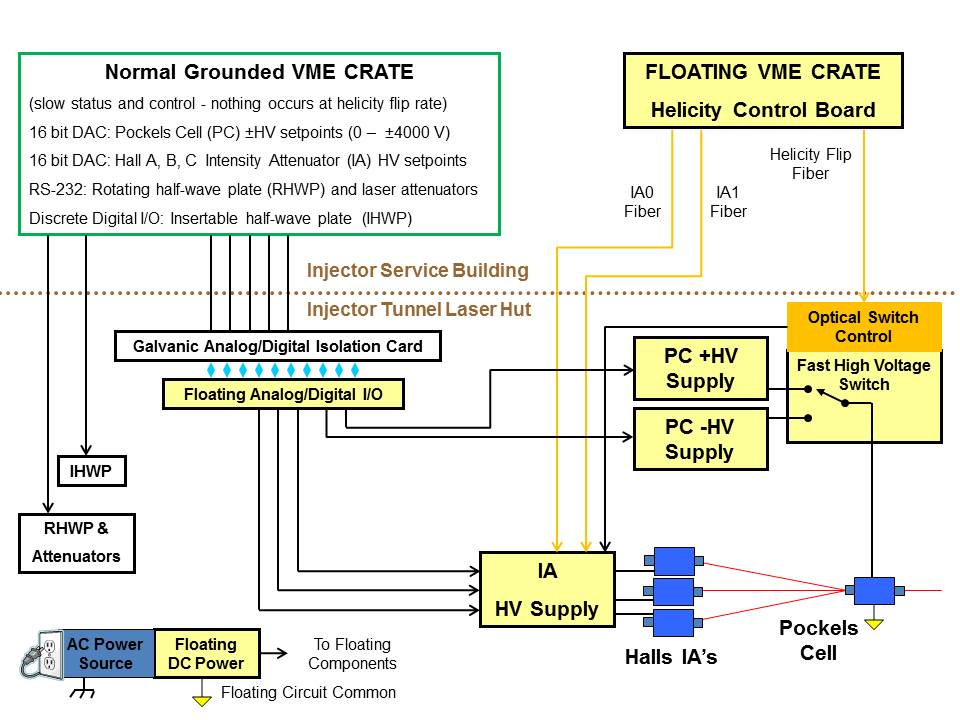 Normal Grounded VME CRATE
(slow status and control - nothing occurs at helicity flip rate)
16 bit DAC: Pockels Cell (PC) ±HV setpoints (0 – ±4000 V)
16 bit DAC: Hall A, B, C Intensity Attenuator (IA) HV setpoints
RS-232: Rotating half-wave plate (RHWP) and laser attenuators
Discrete Digital I/O: Insertable half-wave plate (IHWP)
FLOATING VME CRATE
Helicity Control Board
IA0
Fiber
IA1
Fiber
Helicity Flip
Fiber
Injector Service Building
Injector Tunnel Laser Hut
Optical Switch
Control
Fast High Voltage
Switch
Galvanic Analog/Digital Isolation Card
Floating Analog/Digital I/O
PC +HV
Supply
PC -HV
Supply
IHWP
RHWP &
Attenuators
IA
HV Supply
Halls IA's
Pockels
Cell
AC Power
Source
Floating
DC Power
To Floating
Components
Floating Circuit Common